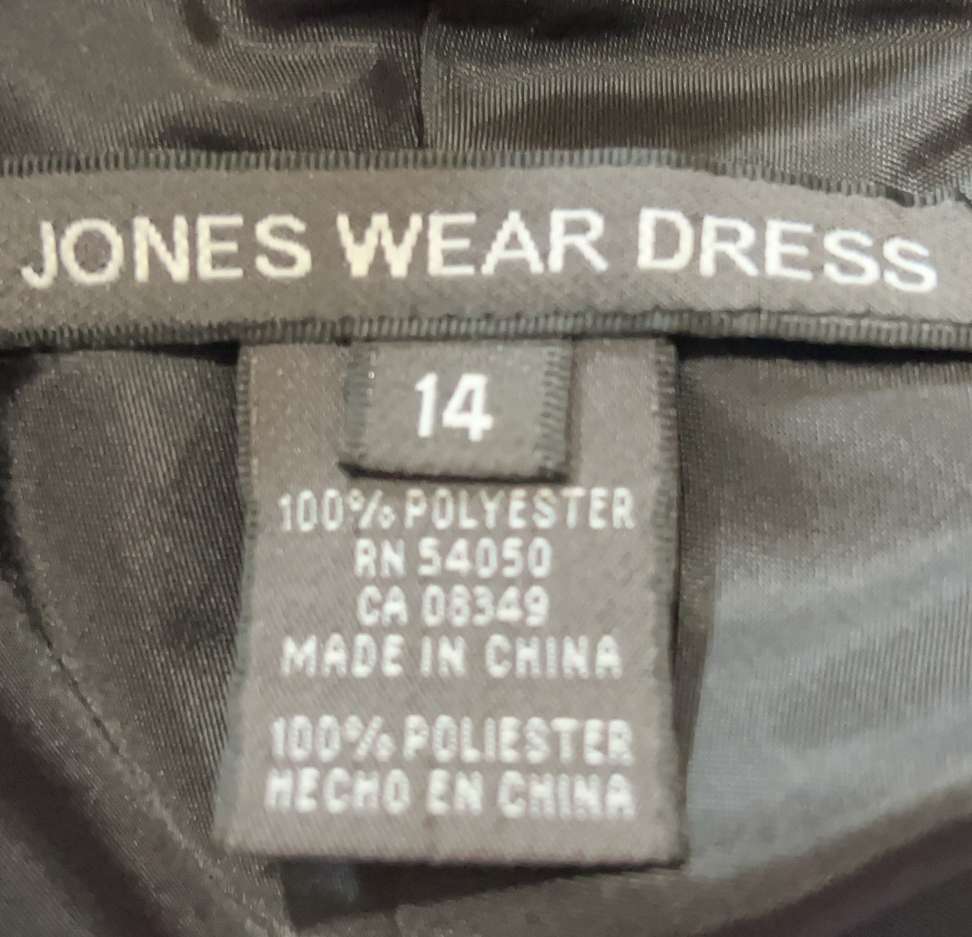 JONES WEAR DRESS
14
100% POLYESTER
RN 54050
CA 08349
MADE IN CHINA
100% POLIESTER
HECHO EN CHINA